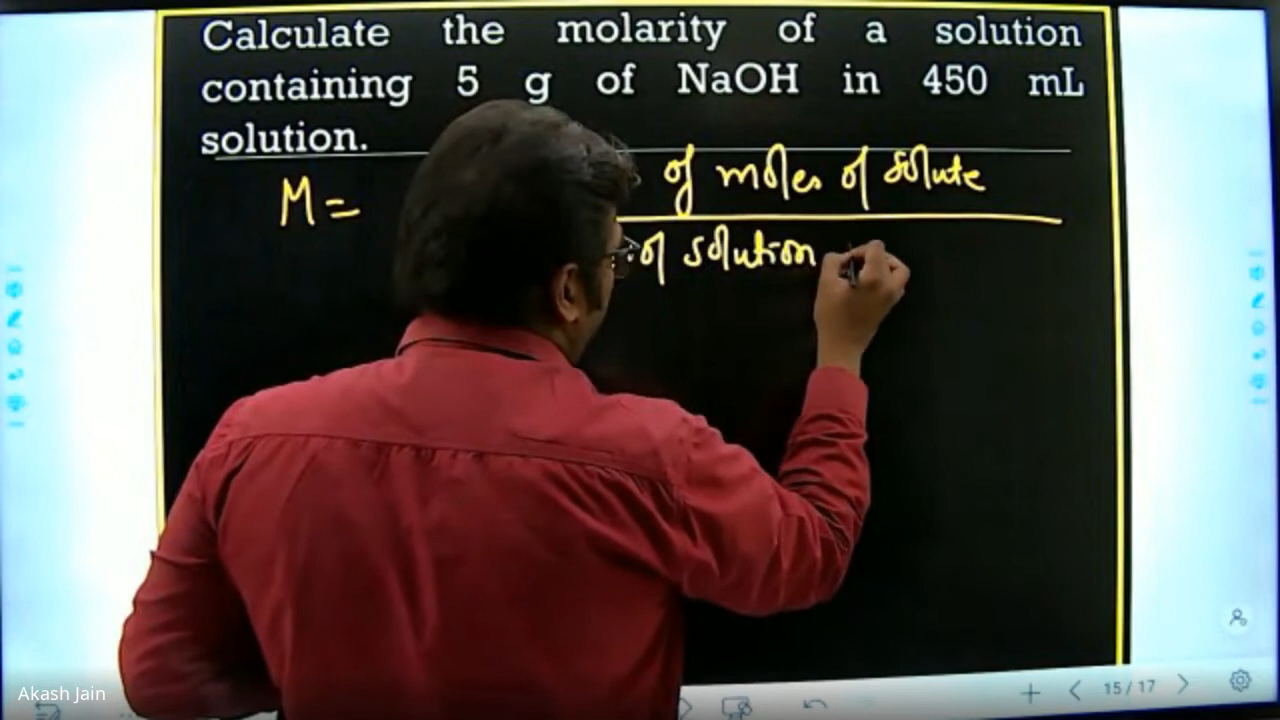 Calculate the molarity of a solution
containing 5 g of NaOH in 450 mL
solution.
M = of moles of solute
of solution
Akash Jain
15/17